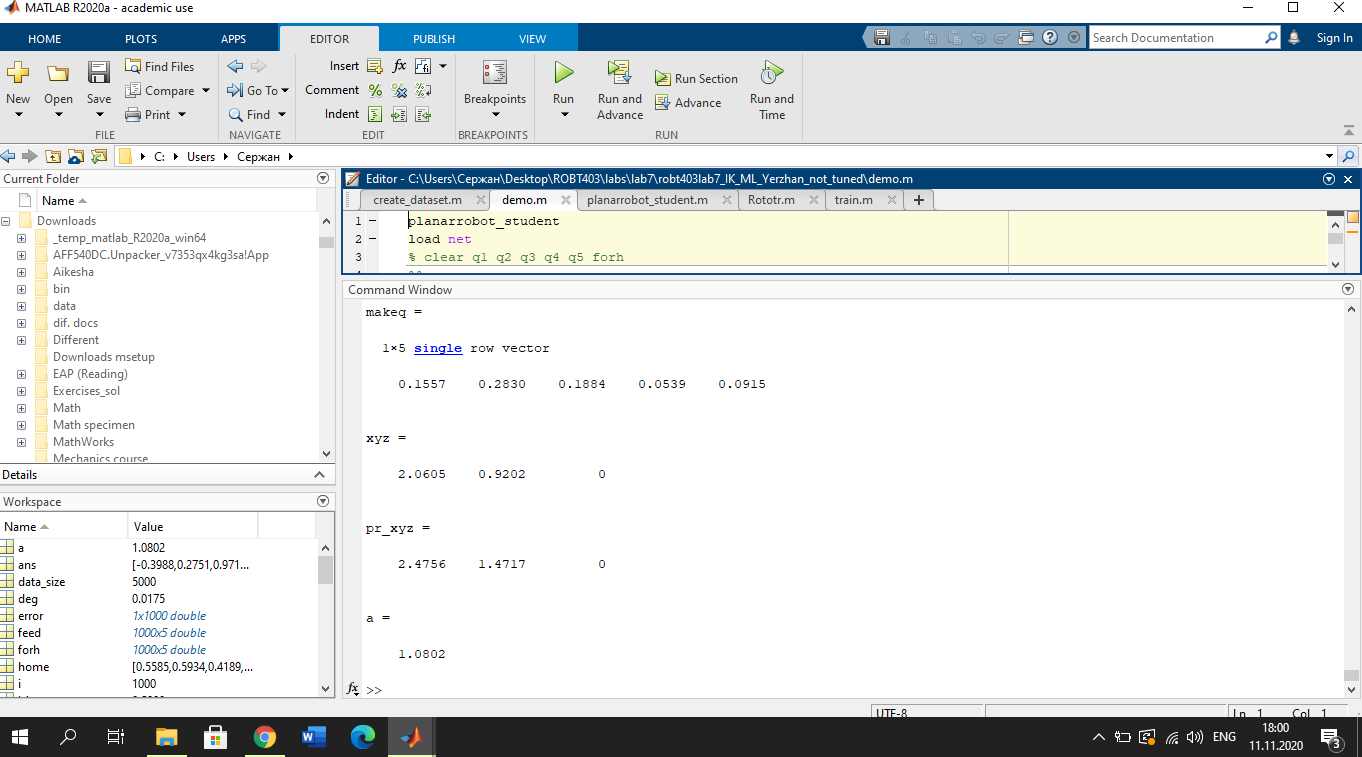 MATLAB R2020a - academic use
HOME PLOTS APPS EDITOR PUBLISH VIEW
Search Documentation
Sign In
New
Open
Save
Find Files
Compare
Print
FILE
Go To
Find
NAVIGATE
Insert
Comment
Indent
EDIT
Breakpoints
BREAKPOINTS
Run
Run and Advance
Run Section
Advance
Run and Time
RUN
C: Users Сержан
Current Folder
Name
Downloads
_temp_matlab_R2020a_win64
AFF540DC.Unpacker_v7353qx4kg3sa!App
Aikesha
bin
data
dif. docs
Different
Downloads msetup
EAP (Reading)
Exercises_sol
Math
Math specimen
MathWorks
Mechanics course
Details
Workspace
Name Value
a 1.0802
ans [-0.3988,0.2751,0.971...
data_size 5000
deg 0.0175
error 1x1000 double
feed 1000x5 double
forh 1000x5 double
home [0.5585,0.5934,0.4189,...
i 1000
Editor - C:\Users\Сержан\Desktop\ROBT403\labs\lab7\robt403lab7_IK_ML_Yerzhan_not_tuned\demo.m
create_dataset.m demo.m planarrobot_student.m Rototr.m train.m
1 planarrobot_student
2 load net
3 % clear q1 q2 q3 q4 q5 forh
Command Window
makeq =
1×5 single row vector
0.1557 0.2830 0.1884 0.0539 0.0915
xyz =
2.0605 0.9202 0
pr_xyz =
2.4756 1.4717 0
a =
1.0802
fx >>
UTF-8
Ln 1 Col 1
ENG
18:00
11.11.2020
3